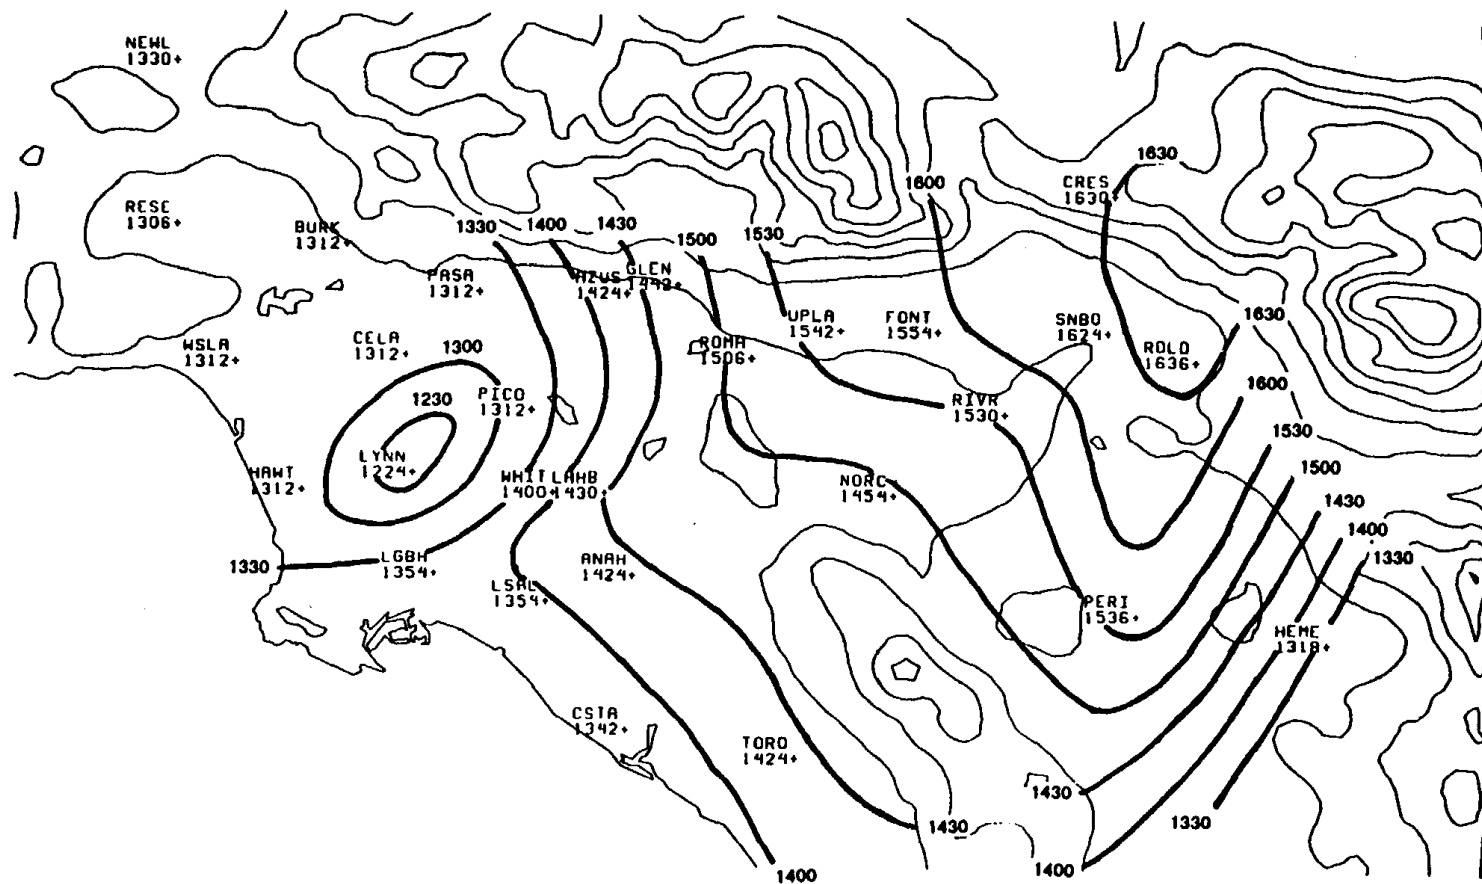 NEWL
1330+
RESE
1306+
BURK
1312+
1330
1400
1430
1500
1530
1600
1630
CRES
1630+
PASA
1312+
AZUS
1424+
GLEN
1442+
WSLA
1312+
CELA
1312+
1300
ROMA
1506+
UPLA
1542+
FONT
1554+
SNBO
1624+
1630
RDLO
1636+
1230
PICO
1312+
RIVR
1530+
1600
1530
LYNN
1224+
HAWT
1312+
WHIT
1400+
LAHB
1430+
NORC
1454+
1500
1430
1400
1330
1330
LGBH
1354+
LSAL
1354+
ANAH
1424+
PERI
1536+
HEME
1318+
CSTA
1342+
TORO
1424+
1430
1330
1430
1400
1400